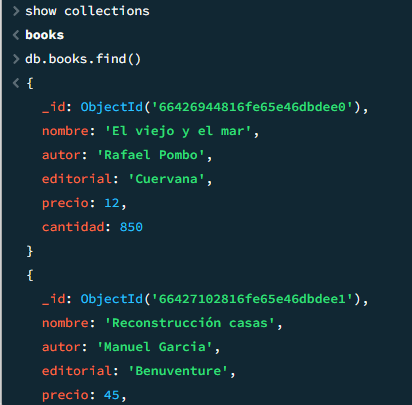 > show collections
< books
> db.books.find()
< {
_id: ObjectId('66426944816fe65e46dbdee0'),
nombre: 'El viejo y el mar',
autor: 'Rafael Pombo',
editorial: 'Cuervana',
precio: 12,
cantidad: 850
}
{
_id: ObjectId('66427102816fe65e46dbdee1'),
nombre: 'Reconstrucción casas',
autor: 'Manuel Garcia',
editorial: 'Benuventure',
precio: 45,